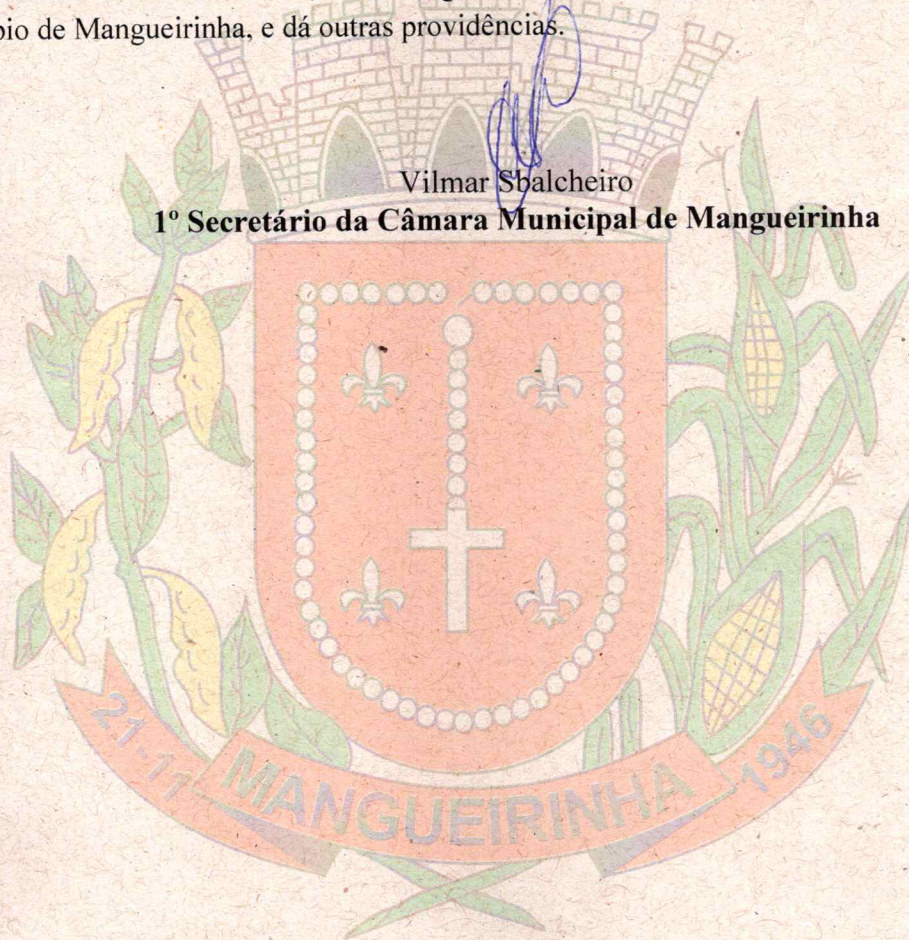 pio de Mangueirinha, e dá outras providências.
Vilmar Sbalcheiro
1º Secretário da Câmara Municipal de Mangueirinha
21-11 MANGUEIRINHA 1946